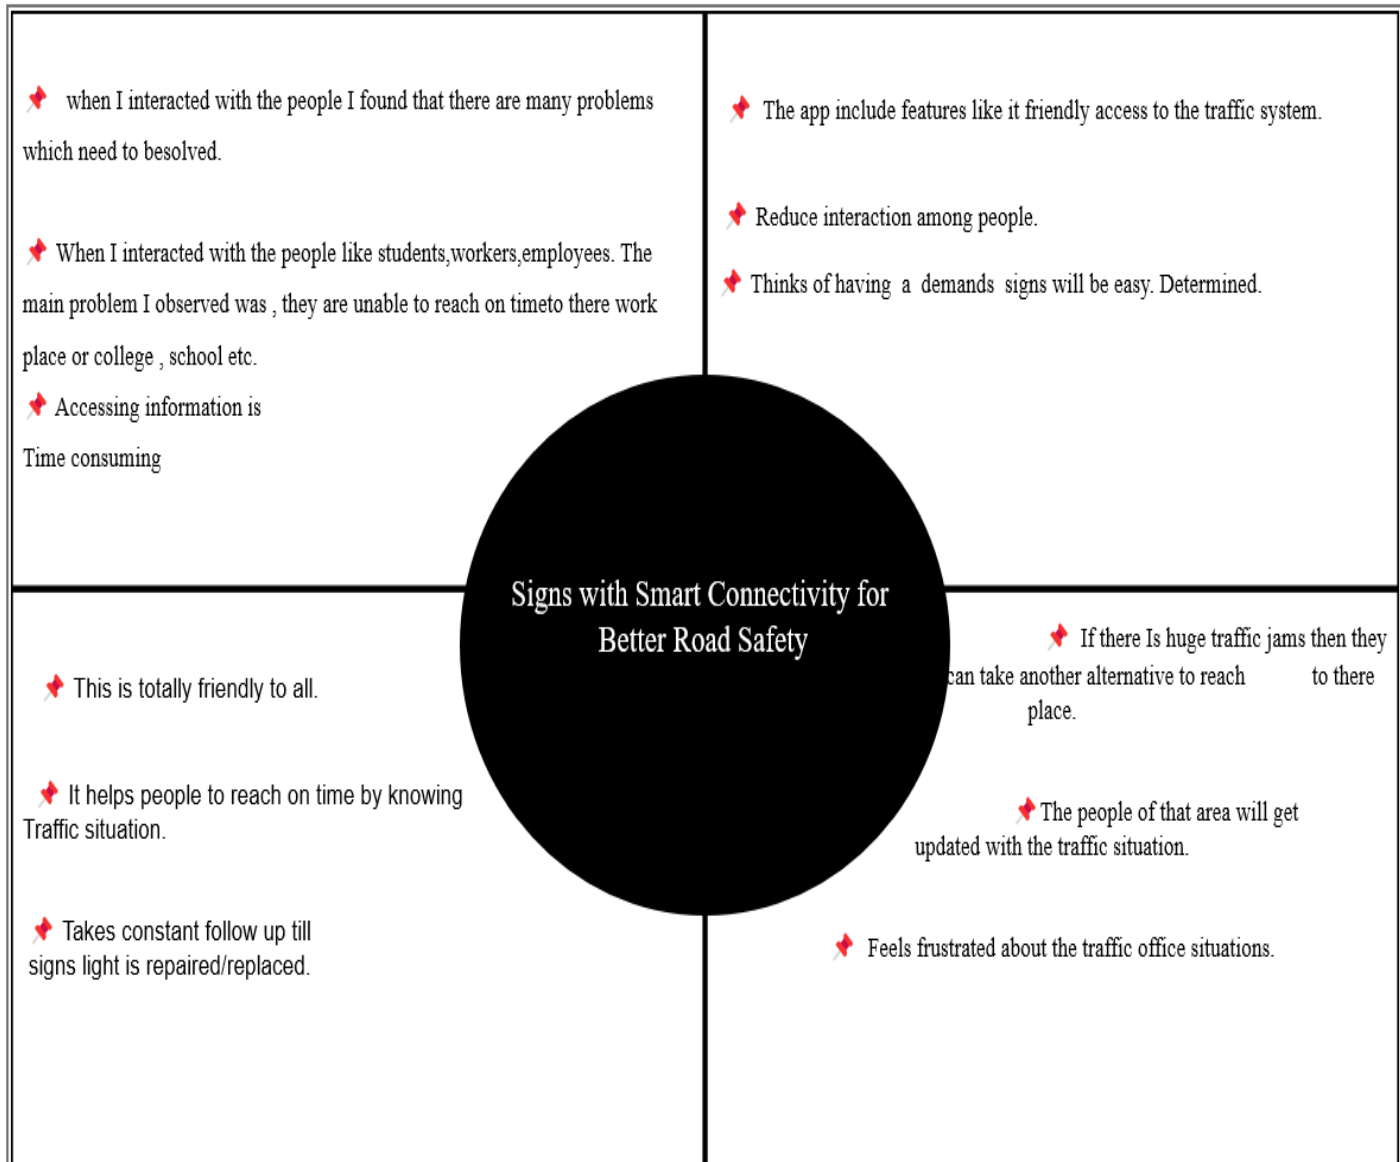 when I interacted with the people I found that there are many problems
which need to besolved.
When I interacted with the people like students,workers,employees. The
main problem I observed was , they are unable to reach on timeto there work
place or college , school etc.
Accessing information is
Time consuming
The app include features like it friendly access to the traffic system.
Reduce interaction among people.
Thinks of having a demands signs will be easy. Determined.
Signs with Smart Connectivity for
Better Road Safety
This is totally friendly to all.
It helps people to reach on time by knowing
Traffic situation.
Takes constant follow up till
signs light is repaired/replaced.
If there Is huge traffic jams then they
can take another alternative to reach to there
place.
The people of that area will get
updated with the traffic situation.
Feels frustrated about the traffic office situations.